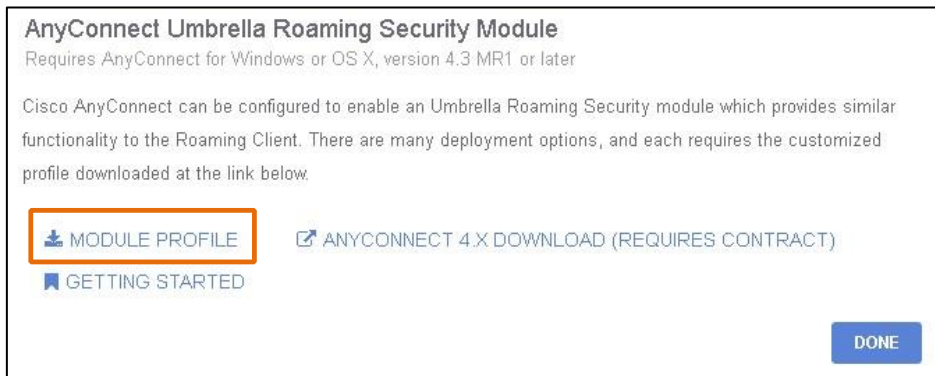 AnyConnect Umbrella Roaming Security Module
Requires AnyConnect for Windows or OS X, version 4.3 MR1 or later
Cisco AnyConnect can be configured to enable an Umbrella Roaming Security module which provides similar
functionality to the Roaming Client. There are many deployment options, and each requires the customized
profile downloaded at the link below.
MODULE PROFILE
ANYCONNECT 4.X DOWNLOAD (REQUIRES CONTRACT)
GETTING STARTED
DONE